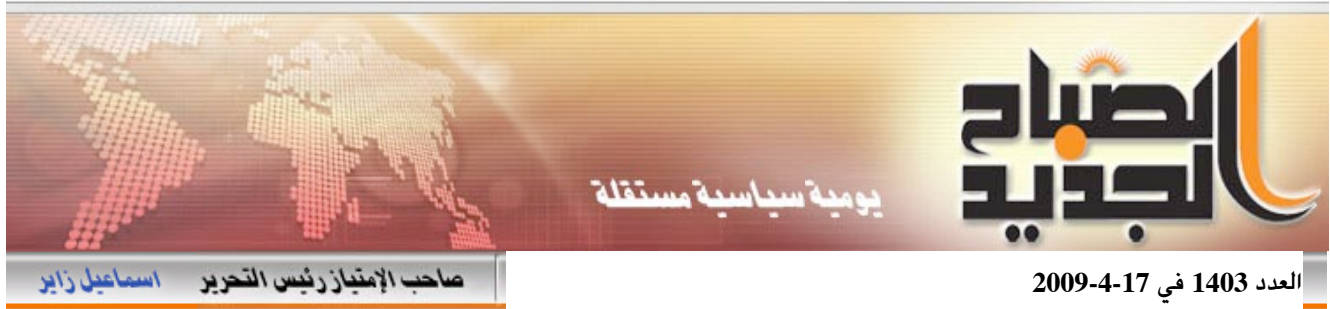 الصباح
الجديد
يومية سياسية مستقلة
العدد 1403 في 17-4-2009
صاحب الإمتياز رئيس التحرير اسماعيل زاير